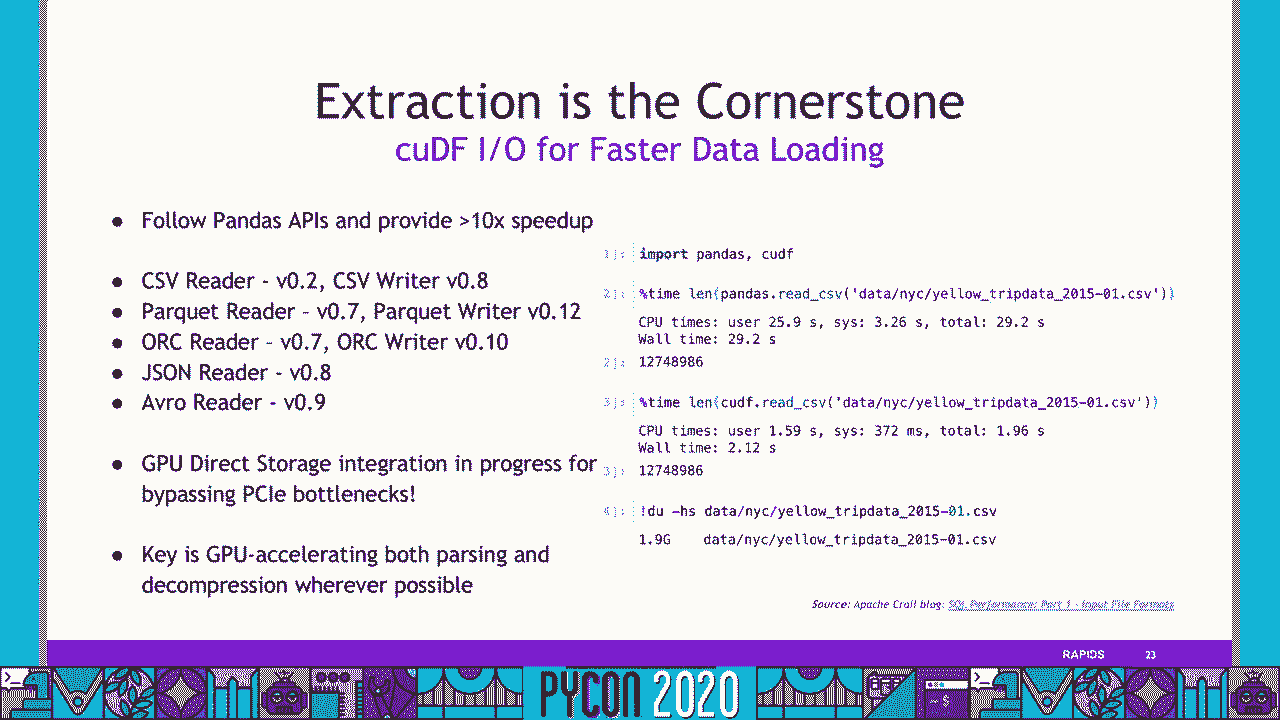 Extraction is the Cornerstone
cuDF I/O for Faster Data Loading
● Follow Pandas APIs and provide >10x speedup
● CSV Reader - v0.2, CSV Writer v0.8
● Parquet Reader – v0.7, Parquet Writer v0.12
● ORC Reader – v0.7, ORC Writer v0.10
● JSON Reader - v0.8
● Avro Reader - v0.9
● GPU Direct Storage integration in progress for
bypassing PCIe bottlenecks!
● Key is GPU-accelerating both parsing and
decompression wherever possible
1]: import pandas, cudf
2]: %time len(pandas.read_csv('data/nyc/yellow_tripdata_2015-01.csv'))
CPU times: user 25.9 s, sys: 3.26 s, total: 29.2 s
Wall time: 29.2 s
2]: 12748986
3]: %time len(cudf.read_csv('data/nyc/yellow_tripdata_2015-01.csv'))
CPU times: user 1.59 s, sys: 372 ms, total: 1.96 s
Wall time: 2.12 s
3]: 12748986
4]: !du -hs data/nyc/yellow_tripdata_2015-01.csv
1.9G data/nyc/yellow_tripdata_2015-01.csv
Source: Apache Crail blog: SQL Performance: Part 1 - Input File Formats
RAPIDS 23
PYCON 2020